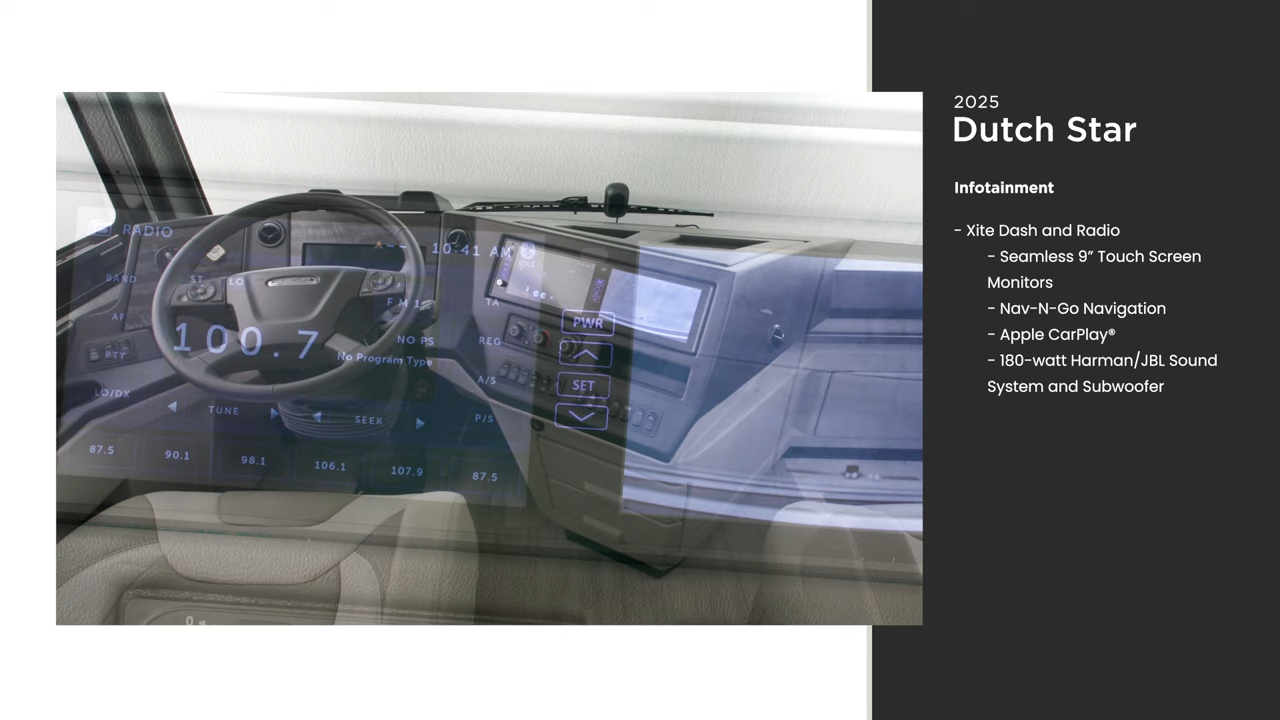 2025
Dutch Star
Infotainment
- Xite Dash and Radio
- Seamless 9” Touch Screen
Monitors
- Nav-N-Go Navigation
- Apple CarPlay®
- 180-watt Harman/JBL Sound
System and Subwoofer
RADIO
10:41 AM
BAND
ST
LO
FM1
TA
AF
100.7
NO PS
REG
PWR
PTY
No Program Type
A/S
SET
LO/DX
TUNE
SEEK
P/S
87.5
90.1
98.1
106.1
107.9
87.5